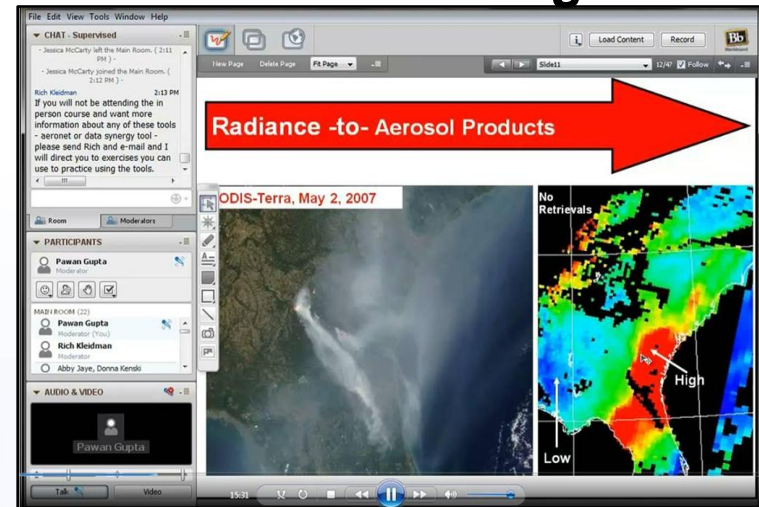 File Edit View Tools Window Help
CHAT - Supervised
- Jessica McCarty left the Main Room. ( 2:11 PM ) -
- Jessica McCarty joined the Main Room. ( 2:12 PM ) -
Rich Kleidman 2:13 PM
If you will not be attending the in
person course and want more
information about any of these tools
- aeronet or data synergy tool -
please send Rich and e-mail and I
will direct you to exercises you can
use to practice using the tools.
Room Moderators
PARTICIPANTS
Pawan Gupta
Moderator
MAIN ROOM (22)
Pawan Gupta
Moderator (You)
Rich Kleidman
Moderator
Abby Jaye, Donna Kenski
AUDIO & VIDEO
Pawan Gupta
Talk Video
Load Content Record Bb
New Page Delete Page Fit Page Slide11 12/47 Follow
Radiance -to- Aerosol Products
ODIS-Terra, May 2, 2007
No
Retrievals
High
Low
15:31